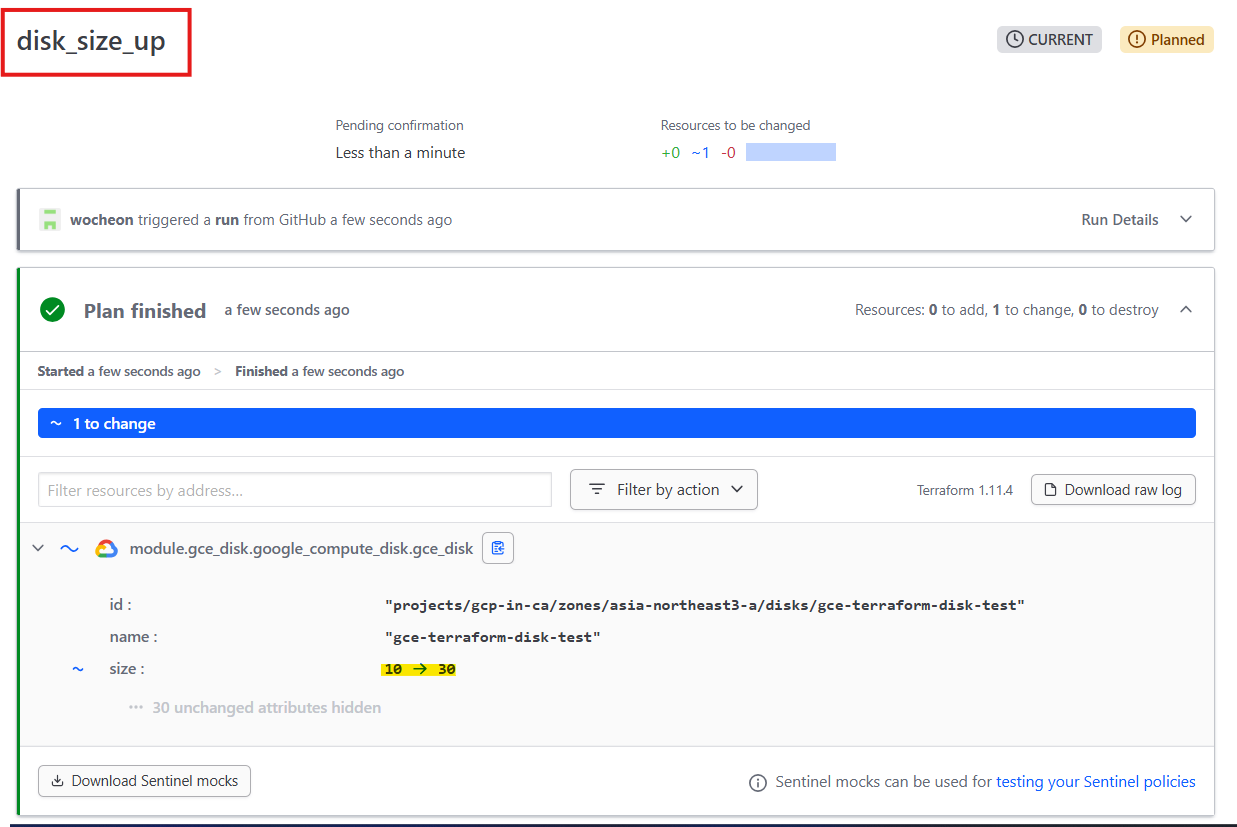 disk_size_up
CURRENT
Planned
Pending confirmation
Resources to be changed
Less than a minute
+0 ~1 -0
wocheon triggered a run from GitHub a few seconds ago
Run Details
Plan finished a few seconds ago
Resources: 0 to add, 1 to change, 0 to destroy
Started a few seconds ago > Finished a few seconds ago
~ 1 to change
Filter resources by address...
Filter by action
Terraform 1.11.4
Download raw log
~ module.gce_disk.google_compute_disk.gce_disk
id : "projects/gcp-in-ca/zones/asia-northeast3-a/disks/gce-terraform-disk-test"
name : "gce-terraform-disk-test"
~ size : 10 → 30
··· 30 unchanged attributes hidden
Download Sentinel mocks
Sentinel mocks can be used for testing your Sentinel policies